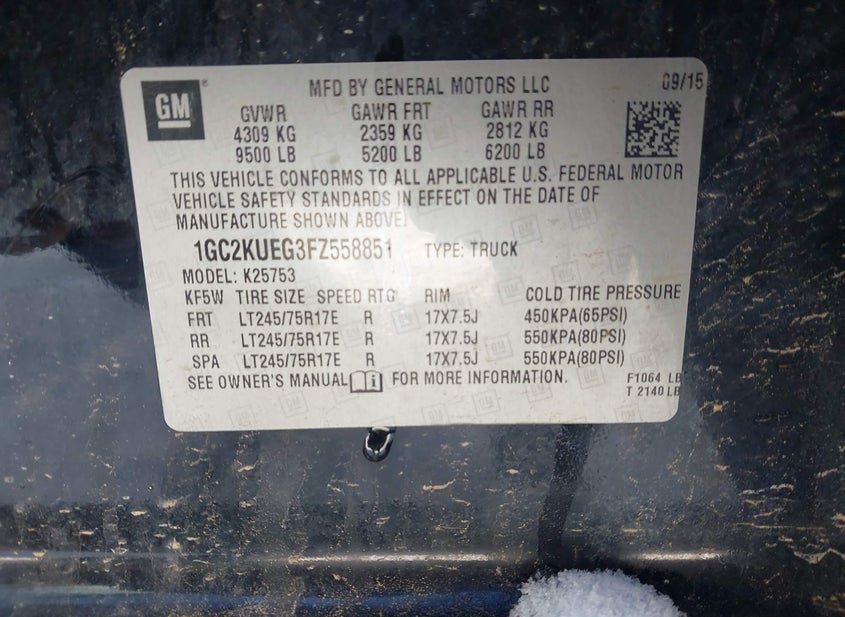 GM
MFD BY GENERAL MOTORS LLC 09/15
GVWR GAWR FRT GAWR RR
4309 KG 2359 KG 2812 KG
9500 LB 5200 LB 6200 LB
THIS VEHICLE CONFORMS TO ALL APPLICABLE U.S. FEDERAL MOTOR
VEHICLE SAFETY STANDARDS IN EFFECT ON THE DATE OF
MANUFACTURE SHOWN ABOVE.
1GC2KUEG3FZ558851 TYPE: TRUCK
MODEL: K25753
KF5W TIRE SIZE SPEED RTG RIM COLD TIRE PRESSURE
FRT LT245/75R17E R 17X7.5J 450KPA(65PSI)
RR LT245/75R17E R 17X7.5J 550KPA(80PSI)
SPA LT245/75R17E R 17X7.5J 550KPA(80PSI)
SEE OWNER'S MANUAL FOR MORE INFORMATION.
F1064 LB
T 2140 LB